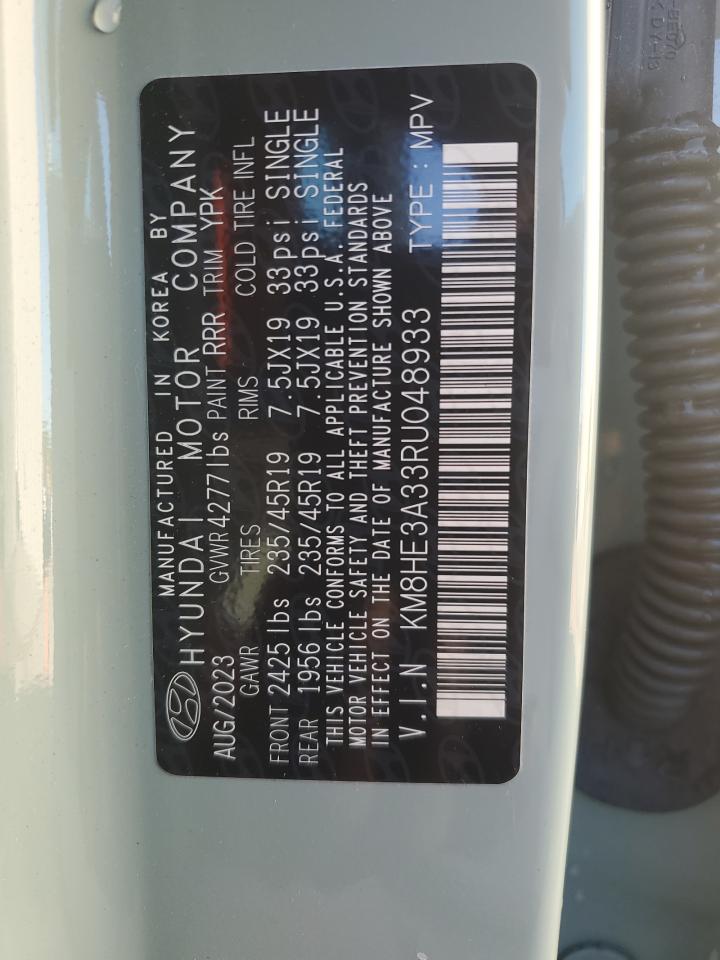 MANUFACTURED IN KOREA BY
HYUNDAI MOTOR COMPANY
AUG/2023 GVWR 4277lbs PAINT RRR TRIM YPK
GAWR TIRES RIMS COLD TIRE INFL
FRONT 2425lbs 235/45R19 7.5JX19 33psi SINGLE
REAR 1956lbs 235/45R19 7.5JX19 33psi SINGLE
THIS VEHICLE CONFORMS TO ALL APPLICABLE U.S.A. FEDERAL
MOTOR VEHICLE SAFETY AND THEFT PREVENTION STANDARDS
IN EFFECT ON THE DATE OF MANUFACTURE SHOWN ABOVE
V.I.N KM8HE3A33RU048933 TYPE : MPV